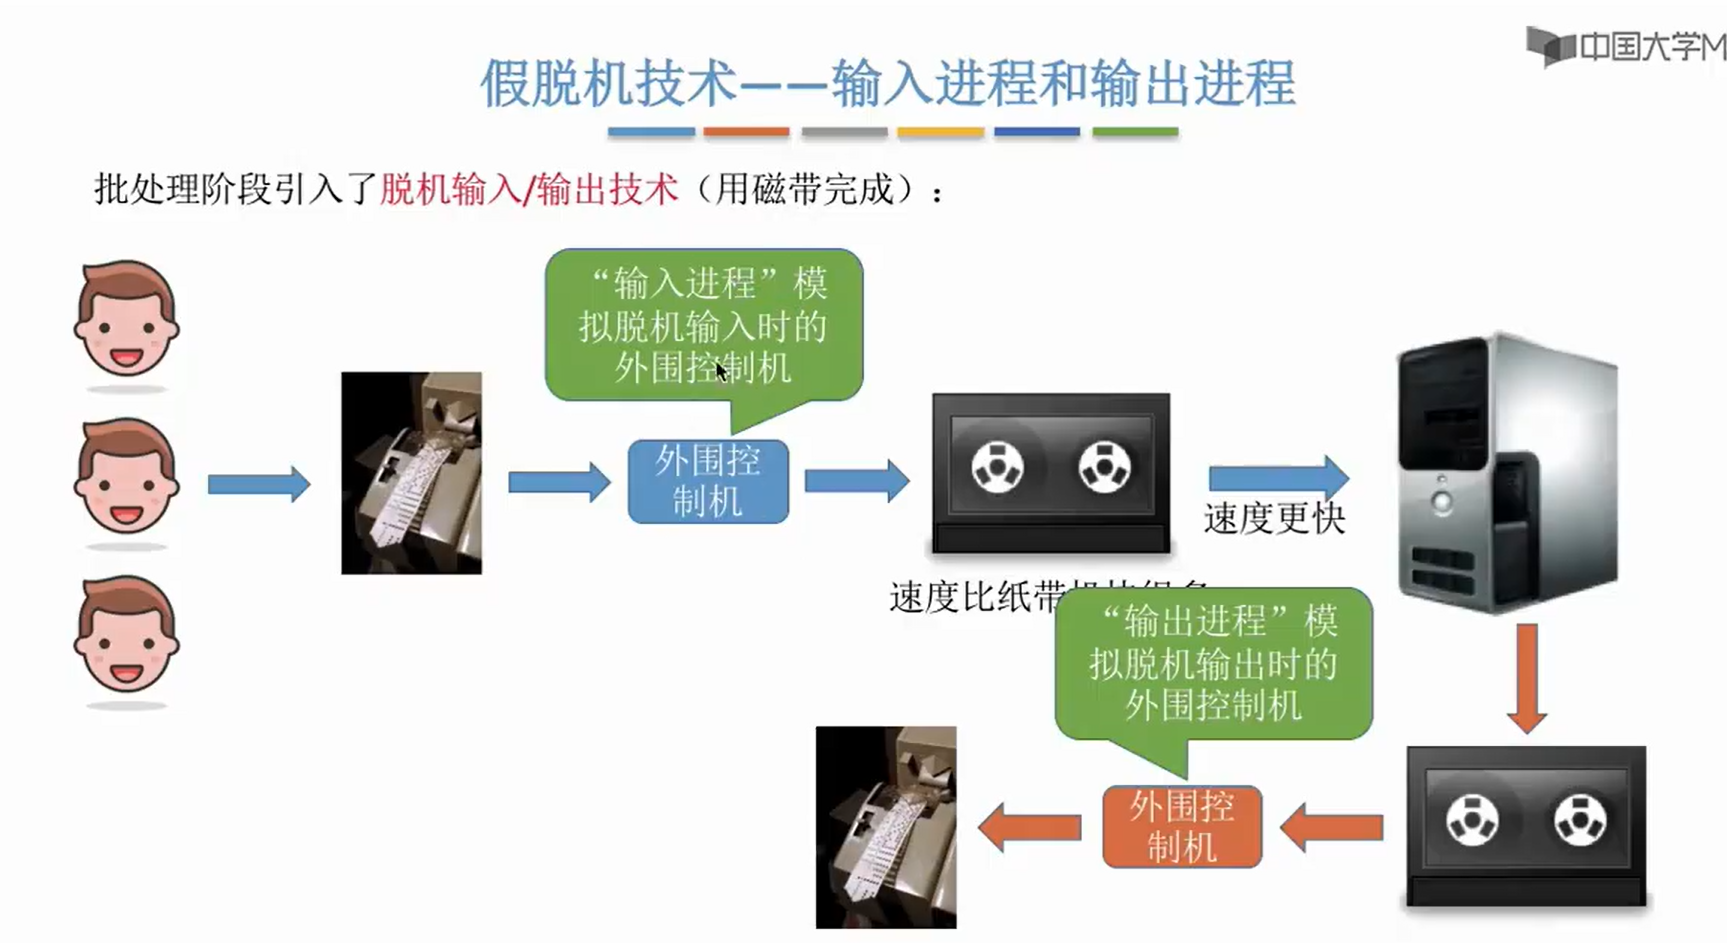 中国大学M
假脱机技术——输入进程和输出进程
批处理阶段引入了脱机输入/输出技术（用磁带完成）：
“输入进程”模
拟脱机输入时的
外围控制机
外围控
制机
速度更快
速度比纸带
“输出进程”模
拟脱机输出时的
外围控制机
外围控
制机